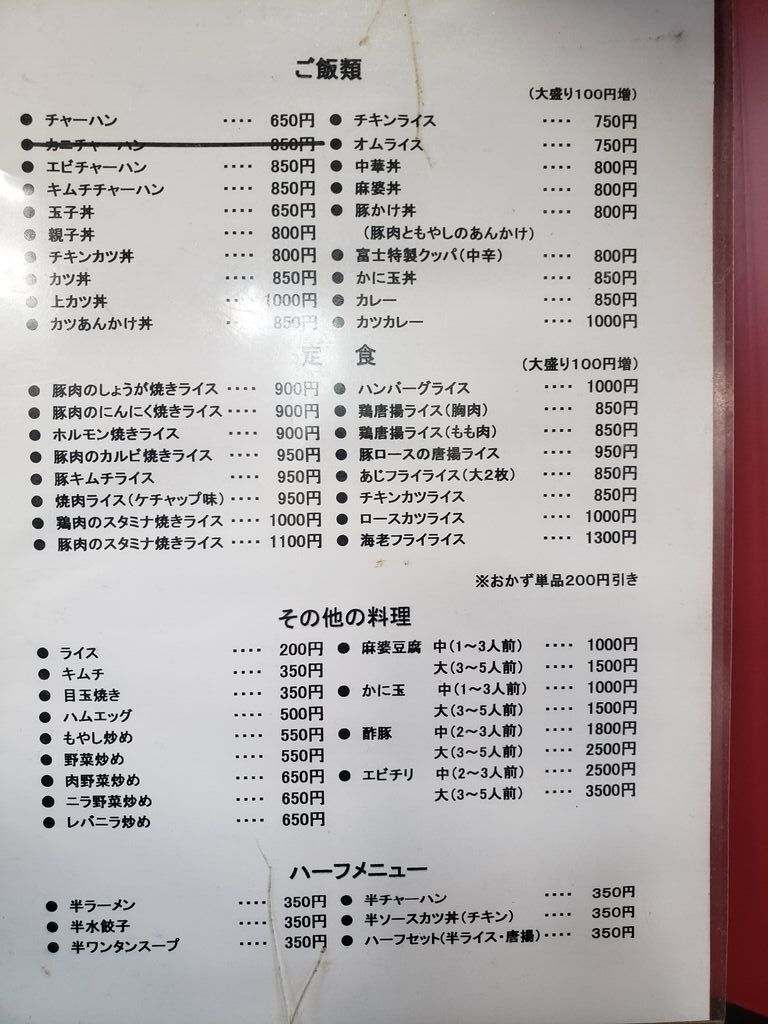 ご飯類
(大盛り100円増)
● チャーハン ‥‥ 650円
● カニチャーハン 850円
● エビチャーハン ‥‥ 850円
● キムチチャーハン ‥‥ 850円
● 玉子丼 ‥‥ 650円
● 親子丼 ‥‥ 800円
● チキンカツ丼 ‥‥ 800円
● カツ丼 ‥‥ 850円
● 上カツ丼 ‥‥ 1000円
● カツあんかけ丼 ‥‥ 850円
● チキンライス ‥‥ 750円
● オムライス ‥‥ 750円
● 中華丼 ‥‥ 800円
● 麻婆丼 ‥‥ 800円
● 豚かけ丼 ‥‥ 800円
(豚肉ともやしのあんかけ)
● 富士特製クッパ(中辛) ‥‥ 800円
● かに玉丼 ‥‥ 850円
● カレー ‥‥ 850円
● カツカレー ‥‥ 1000円
定 食
(大盛り100円増)
● 豚肉のしょうが焼きライス ‥‥ 900円
● 豚肉のにんにく焼きライス ‥‥ 900円
● ホルモン焼きライス ‥‥ 900円
● 豚肉のカルビ焼きライス ‥‥ 950円
● 豚キムチライス ‥‥ 950円
● 焼肉ライス(ケチャップ味) ‥‥ 950円
● 鶏肉のスタミナ焼きライス ‥‥ 1000円
● 豚肉のスタミナ焼きライス ‥‥ 1100円
● ハンバーグライス ‥‥ 1000円
● 鶏唐揚ライス(胸肉) ‥‥ 850円
● 鶏唐揚ライス(もも肉) ‥‥ 850円
● 豚ロースの唐揚ライス ‥‥ 950円
● あじフライライス(大2枚) ‥‥ 850円
● チキンカツライス ‥‥ 850円
● ロースカツライス ‥‥ 1000円
● 海老フライライス ‥‥ 1300円
※おかず単品200円引き
その他の料理
● ライス ‥‥ 200円
● キムチ ‥‥ 350円
● 目玉焼き ‥‥ 350円
● ハムエッグ ‥‥ 500円
● もやし炒め ‥‥ 550円
● 野菜炒め ‥‥ 550円
● 肉野菜炒め ‥‥ 650円
● ニラ野菜炒め ‥‥ 650円
● レバニラ炒め ‥‥ 650円
● 麻婆豆腐 中(1～3人前) ‥‥ 1000円
大(3～5人前) ‥‥ 1500円
● かに玉 中(1～3人前) ‥‥ 1000円
大(3～5人前) ‥‥ 1500円
● 酢豚 中(2～3人前) ‥‥ 1800円
大(3～5人前) ‥‥ 2500円
● エビチリ 中(2～3人前) ‥‥ 2500円
大(3～5人前) ‥‥ 3500円
ハーフメニュー
● 半ラーメン ‥‥ 350円
● 半水餃子 ‥‥ 350円
● 半ワンタンスープ ‥‥ 350円
● 半チャーハン ‥‥ 350円
● 半ソースカツ丼(チキン) ‥‥ 350円
● ハーフセット(半ライス・唐揚) ‥‥ 350円